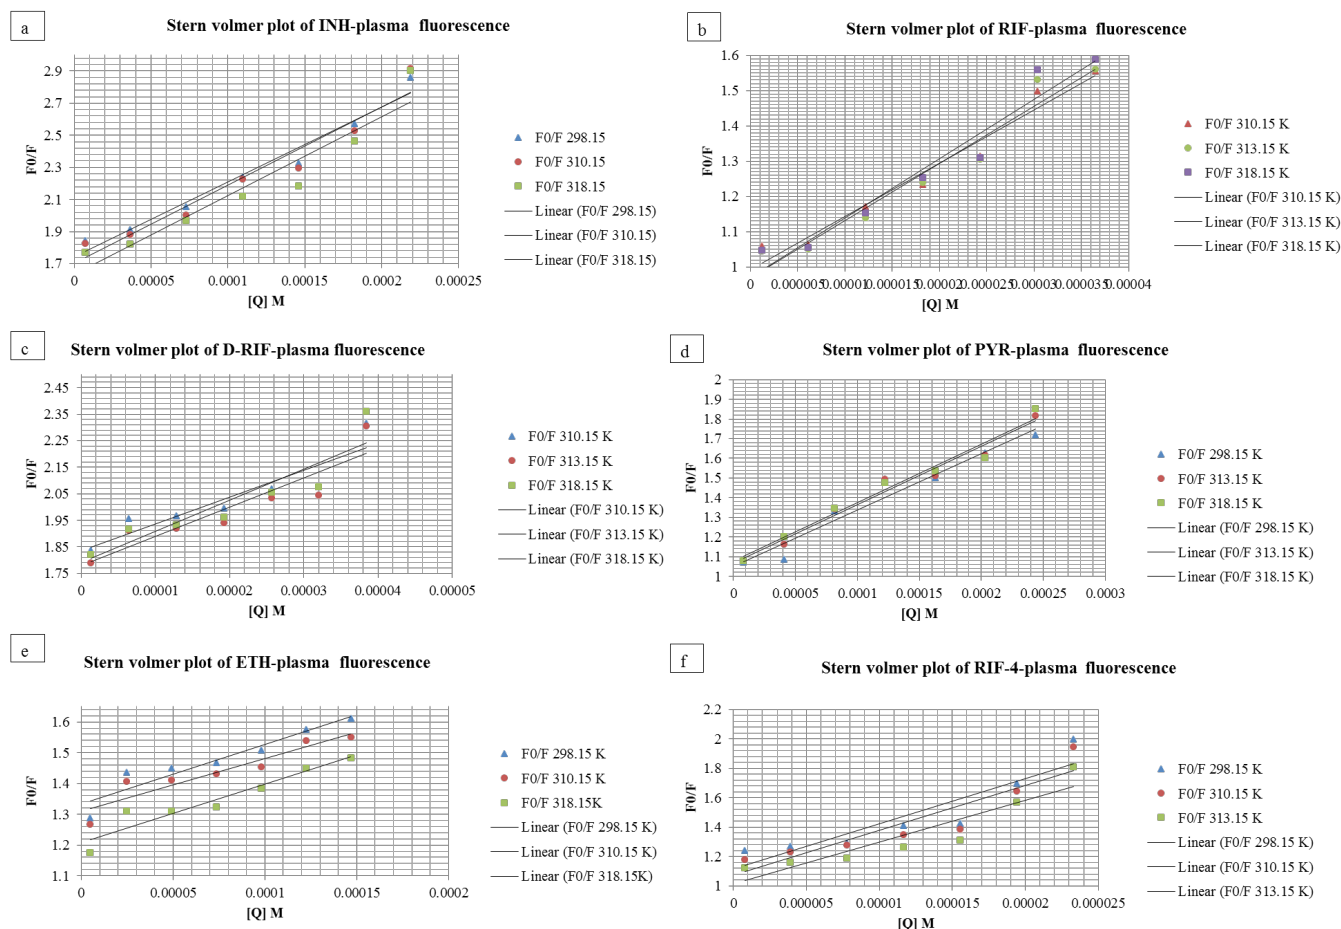 a
Stern volmer plot of INH-plasma fluorescence
2.9
2.7
2.5
2.3
2.1
1.9
1.7
F0/F
0 0.00005 0.0001 0.00015 0.0002 0.00025
[Q] M
F0/F 298.15
F0/F 310.15
F0/F 318.15
Linear (F0/F 298.15)
Linear (F0/F 310.15)
Linear (F0/F 318.15)
b
Stern volmer plot of RIF-plasma fluorescence
1.6
1.5
1.4
1.3
1.2
1.1
1
F0/F
0 0.000005 0.00001 0.000015 0.00002 0.000025 0.00003 0.000035 0.00004
[Q] M
F0/F 310.15 K
F0/F 313.15 K
F0/F 318.15 K
Linear (F0/F 310.15 K)
Linear (F0/F 313.15 K)
Linear (F0/F 318.15 K)
c
Stern volmer plot of D-RIF-plasma fluorescence
2.45
2.35
2.25
2.15
2.05
1.95
1.85
1.75
F0/F
0 0.00001 0.00002 0.00003 0.00004 0.00005
[Q] M
F0/F 310.15 K
F0/F 313.15 K
F0/F 318.15 K
Linear (F0/F 310.15 K)
Linear (F0/F 313.15 K)
Linear (F0/F 318.15 K)
d
Stern volmer plot of PYR-plasma fluorescence
2
1.9
1.8
1.7
1.6
1.5
1.4
1.3
1.2
1.1
1
F0/F
0 0.00005 0.0001 0.00015 0.0002 0.00025 0.0003
[Q] M
F0/F 298.15 K
F0/F 313.15 K
F0/F 318.15 K
Linear (F0/F 298.15 K)
Linear (F0/F 313.15 K)
Linear (F0/F 318.15 K)
e
Stern volmer plot of ETH-plasma fluorescence
1.6
1.5
1.4
1.3
1.2
1.1
F0/F
0 0.00005 0.0001 0.00015 0.0002
[Q] M
F0/F 298.15 K
F0/F 310.15 K
F0/F 318.15K
Linear (F0/F 298.15 K)
Linear (F0/F 310.15 K)
Linear (F0/F 318.15K)
f
Stern volmer plot of RIF-4-plasma fluorescence
2.2
2
1.8
1.6
1.4
1.2
1
F0/F
0 0.000005 0.00001 0.000015 0.00002 0.000025
[Q] M
F0/F 298.15 K
F0/F 310.15 K
F0/F 313.15 K
Linear (F0/F 298.15 K)
Linear (F0/F 310.15 K)
Linear (F0/F 313.15 K)